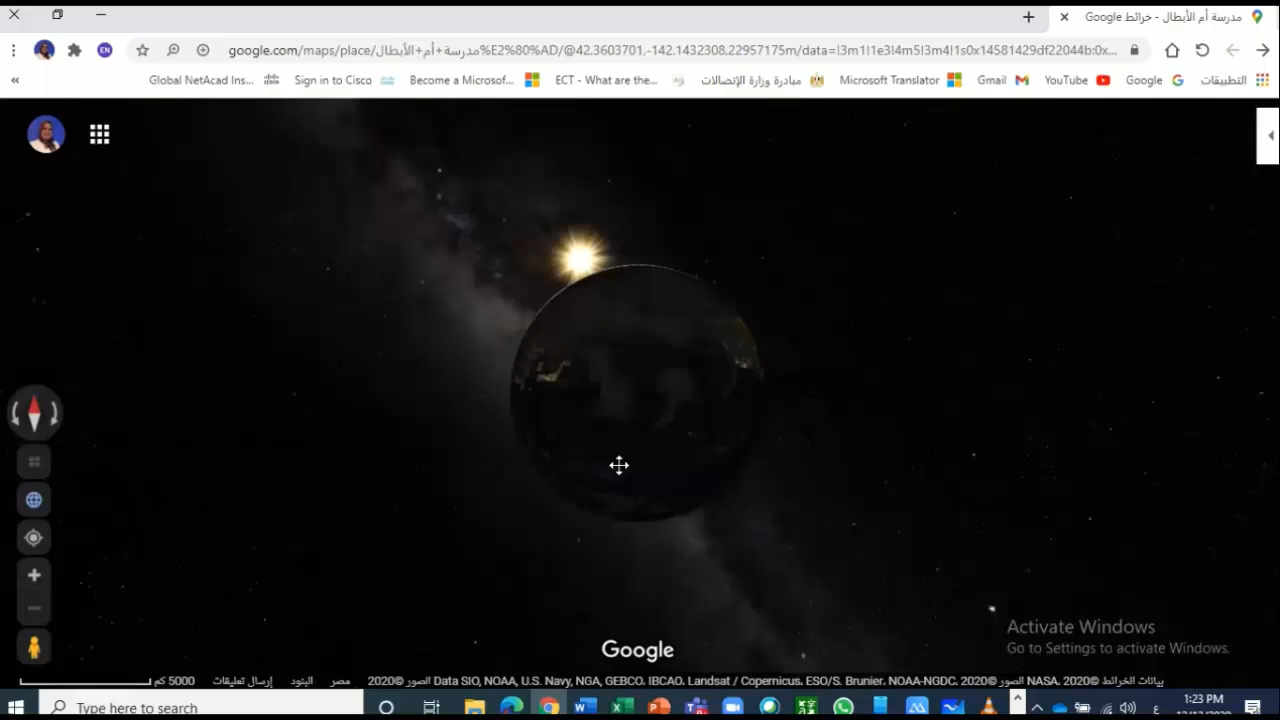 مدرسة أم الأبطال - خرائط Google
google.com/maps/place/مدرسة+أم+الأبطال%E2%80%AD/@42.3603701,-142.1432308,22957175m/data=!3m1!1e3!4m5!3m4!1s0x14581429df22044b:0x...
EN
التطبيقات Google YouTube Gmail Microsoft Translator مبادرة وزارة الإتصالات ECT - What are the... Become a Microsof... Sign in to Cisco Global NetAcad Ins...
Google
Activate Windows
Go to Settings to activate Windows.
بيانات الخرائط ©2020 الصور ©2020 NASA، Data SIO, NOAA, U.S. Navy, NGA, GEBCO, IBCAO، Landsat / Copernicus، ESO/S. Brunier، NOAA-NGDC، الصور ©2020 مصر البنود إرسال تعليقات 5000 كم
Type here to search
ع 1:23 PM